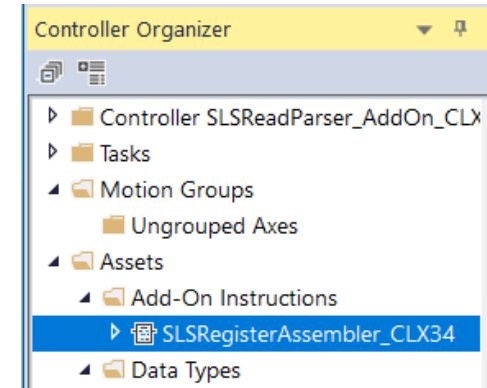 Controller Organizer
Controller SLSReadParser_AddOn_CLX
Tasks
Motion Groups
Ungrouped Axes
Assets
Add-On Instructions
SLSRegisterAssembler_CLX34
Data Types